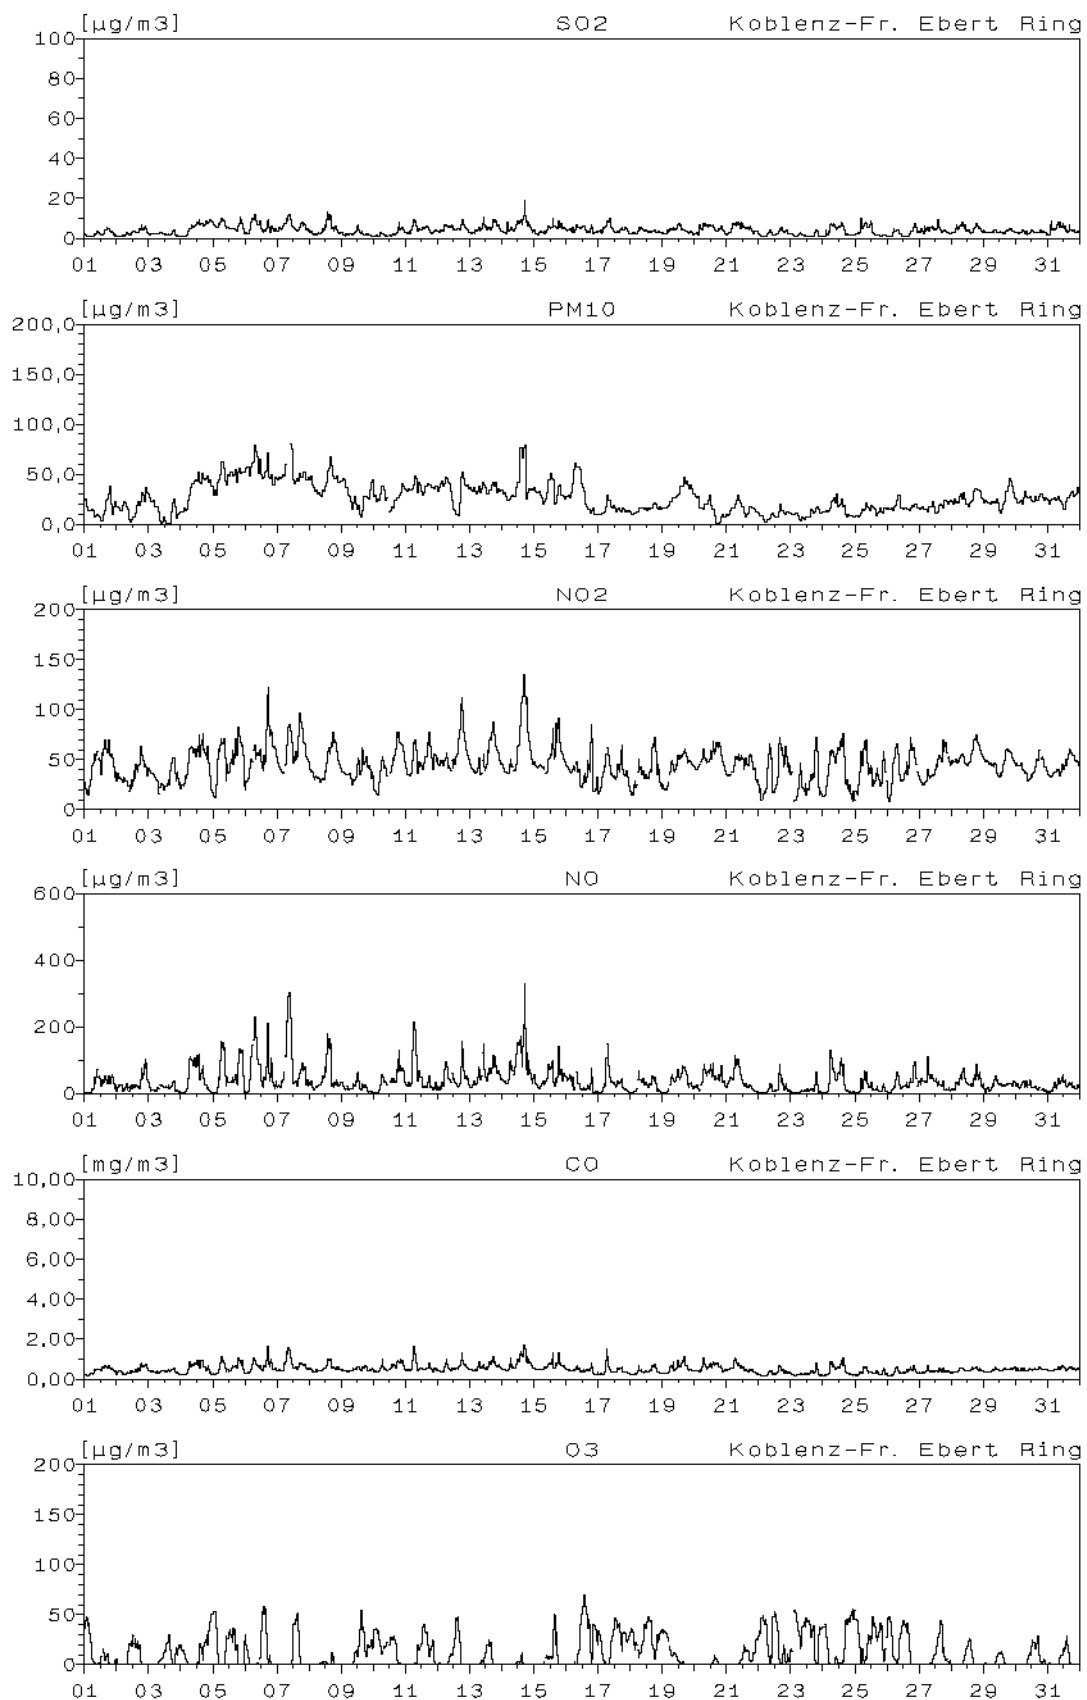 [µg/m3] SO2 Koblenz-Fr. Ebert Ring
100
80
60
40
20
0
01 03 05 07 09 11 13 15 17 19 21 23 25 27 29 31
[µg/m3] PM10 Koblenz-Fr. Ebert Ring
200,0
150,0
100,0
50,0
0,0
01 03 05 07 09 11 13 15 17 19 21 23 25 27 29 31
[µg/m3] NO2 Koblenz-Fr. Ebert Ring
200
150
100
50
0
01 03 05 07 09 11 13 15 17 19 21 23 25 27 29 31
[µg/m3] NO Koblenz-Fr. Ebert Ring
600
400
200
0
01 03 05 07 09 11 13 15 17 19 21 23 25 27 29 31
[mg/m3] CO Koblenz-Fr. Ebert Ring
10,00
8,00
6,00
4,00
2,00
0,00
01 03 05 07 09 11 13 15 17 19 21 23 25 27 29 31
[µg/m3] O3 Koblenz-Fr. Ebert Ring
200
150
100
50
0
01 03 05 07 09 11 13 15 17 19 21 23 25 27 29 31